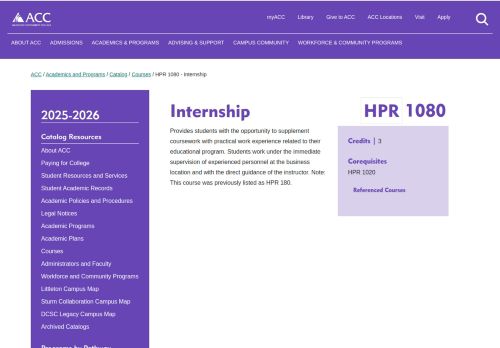 ACC
myACC Library Give to ACC ACC Locations Visit Apply
ABOUT ACC ADMISSIONS ACADEMICS & PROGRAMS ADVISING & SUPPORT CAMPUS COMMUNITY WORKFORCE & COMMUNITY PROGRAMS
ACC / Academics and Programs / Catalog / Courses / HPR 1080 - Internship
2025-2026
Catalog Resources
About ACC
Paying for College
Student Resources and Services
Student Academic Records
Academic Policies and Procedures
Legal Notices
Academic Programs
Academic Plans
Courses
Administrators and Faculty
Workforce and Community Programs
Littleton Campus Map
Sturm Collaboration Campus Map
DCSC Legacy Campus Map
Archived Catalogs
Programs by Pathway
Internship
Provides students with the opportunity to supplement
coursework with practical work experience related to their
educational program. Students work under the immediate
supervision of experienced personnel at the business
location and with the direct guidance of the instructor. Note:
This course was previously listed as HPR 180.
HPR 1080
Credits | 3
Corequisites
HPR 1020
Referenced Courses